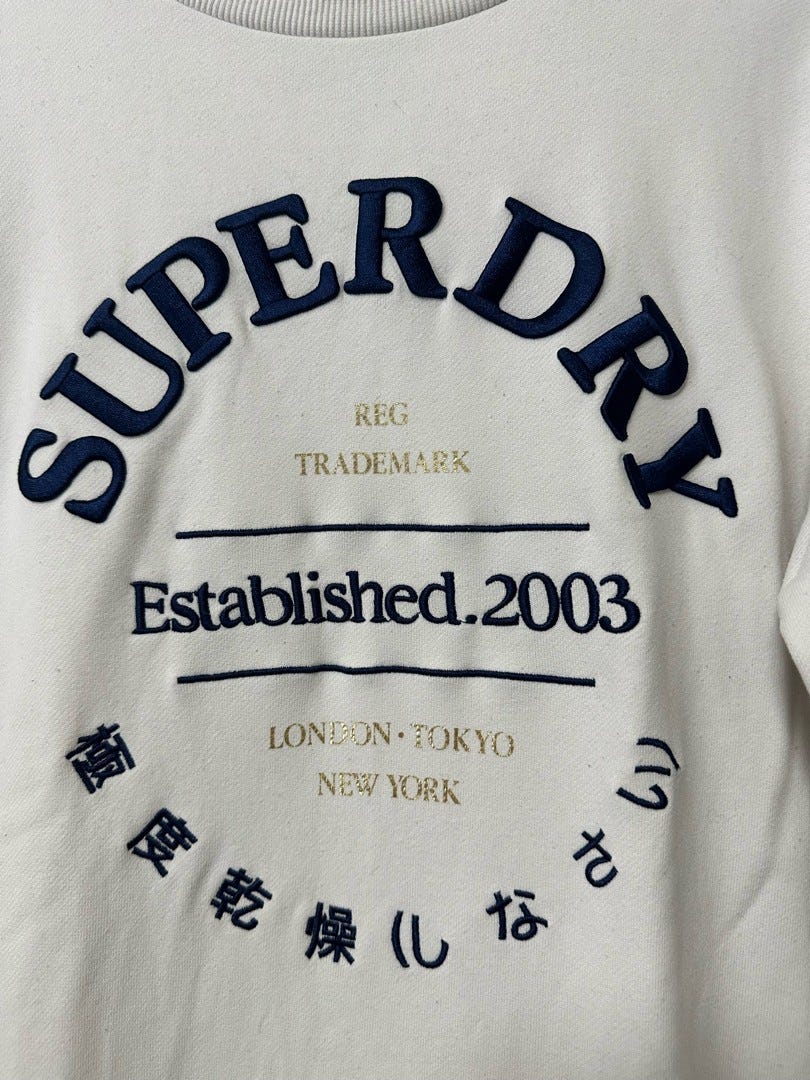 SUPERDRY
REG
TRADEMARK
Established.2003
LONDON・TOKYO
NEW YORK
極度乾燥(しなさい)